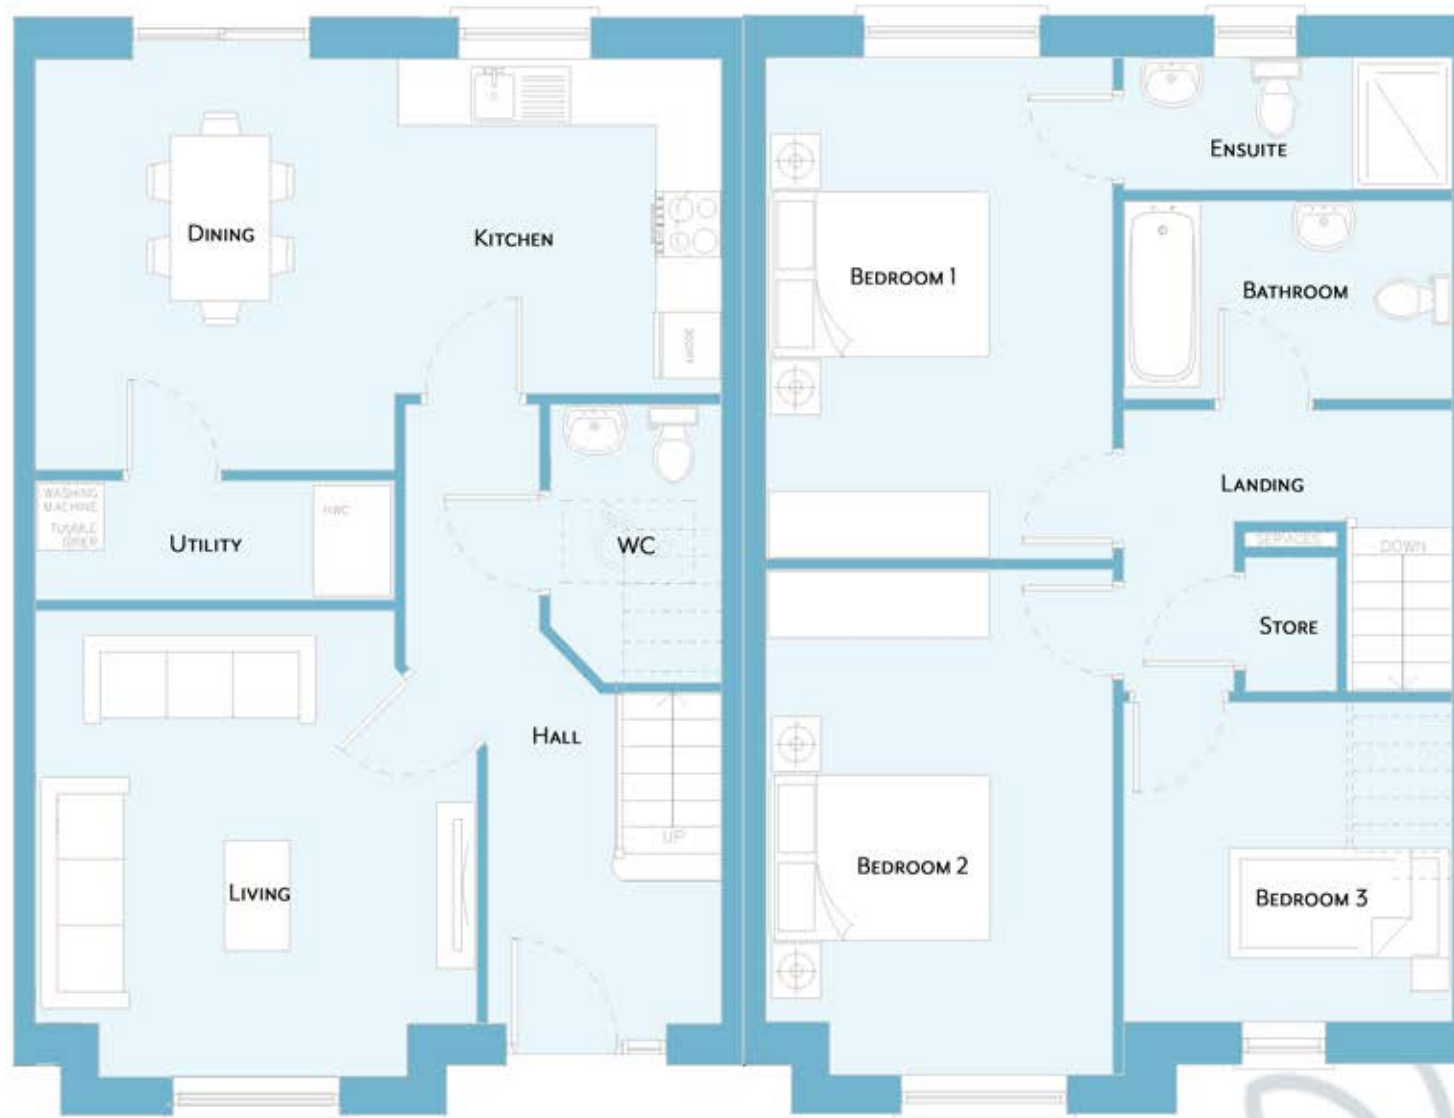 DINING
KITCHEN
WASHING
MACHINE
TUMBLE
DRIER
HWC
UTILITY
WC
HALL
UP
LIVING
ENSUITE
BEDROOM 1
BATHROOM
LANDING
SERVICES
DOWN
STORE
BEDROOM 2
BEDROOM 3